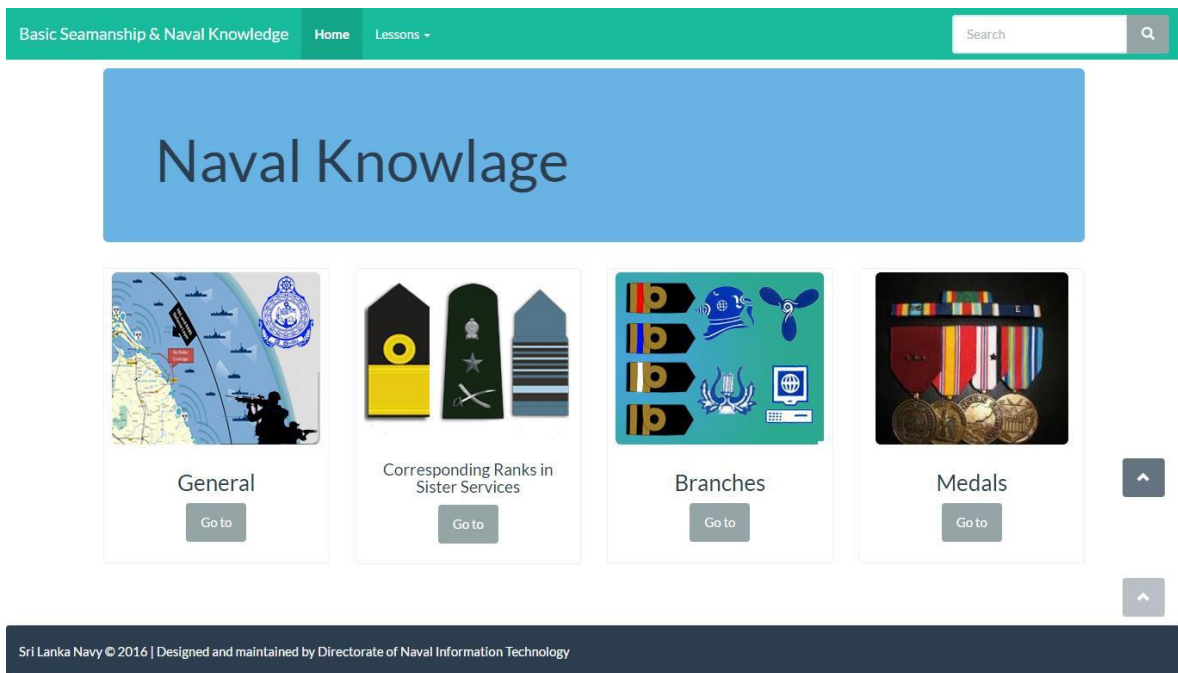 Basic Seamanship & Naval Knowledge Home Lessons Search
Naval Knowlage
General
Go to
Corresponding Ranks in
Sister Services
Go to
Branches
Go to
Medals
Go to
Sri Lanka Navy © 2016 | Designed and maintained by Directorate of Naval Information Technology